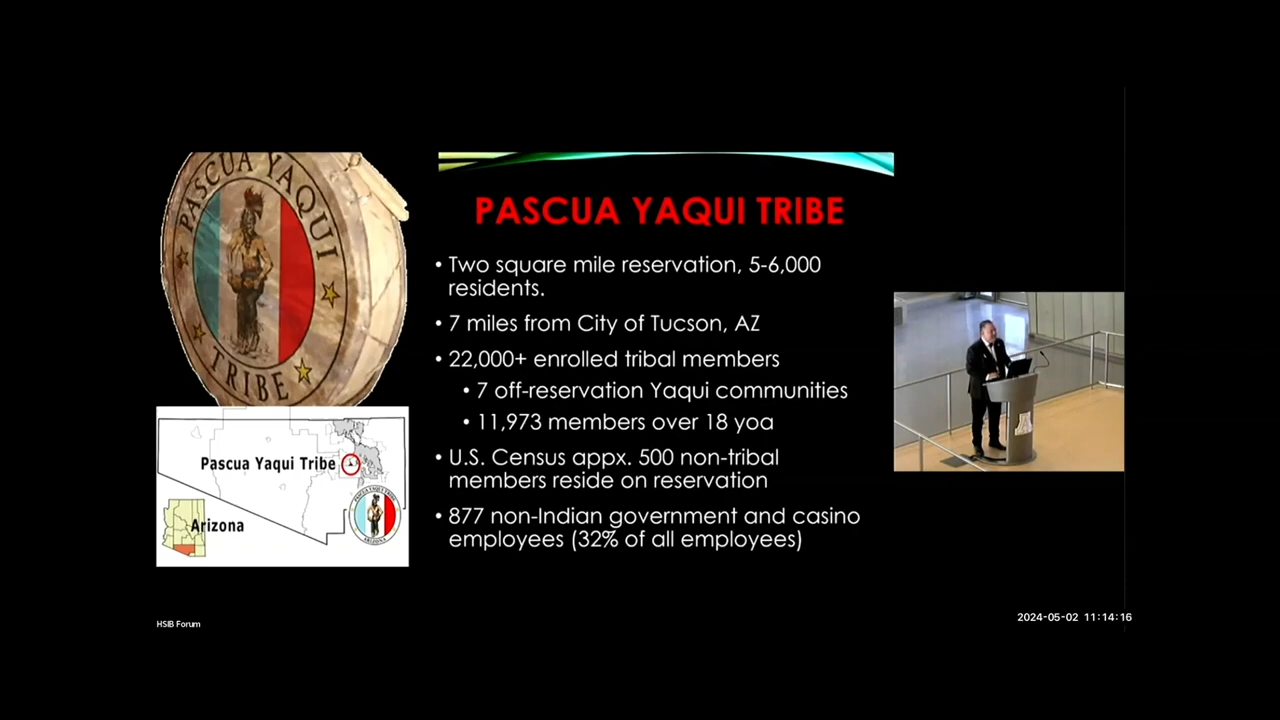 PASCUA YAQUI
TRIBE
PASCUA YAQUI TRIBE
• Two square mile reservation, 5-6,000
residents.
• 7 miles from City of Tucson, AZ
• 22,000+ enrolled tribal members
• 7 off-reservation Yaqui communities
• 11,973 members over 18 yoa
• U.S. Census appx. 500 non-tribal
members reside on reservation
• 877 non-Indian government and casino
employees (32% of all employees)
Pascua Yaqui Tribe
Arizona
HSIB Forum
2024-05-02 11:14:16